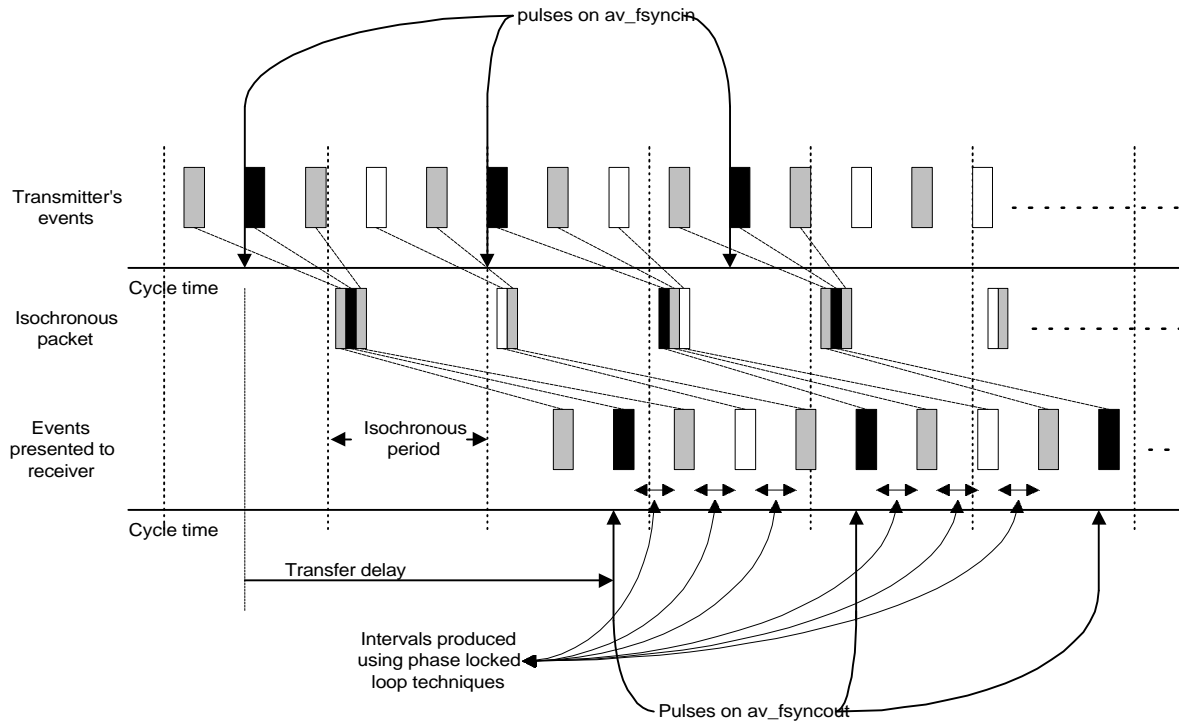 pulses on av_fsyncin
Transmitter's
events
Cycle time
Isochronous
packet
Events
presented to
receiver
Isochronous
period
Cycle time
Transfer delay
Intervals produced
using phase locked
loop techniques
Pulses on av_fsyncout